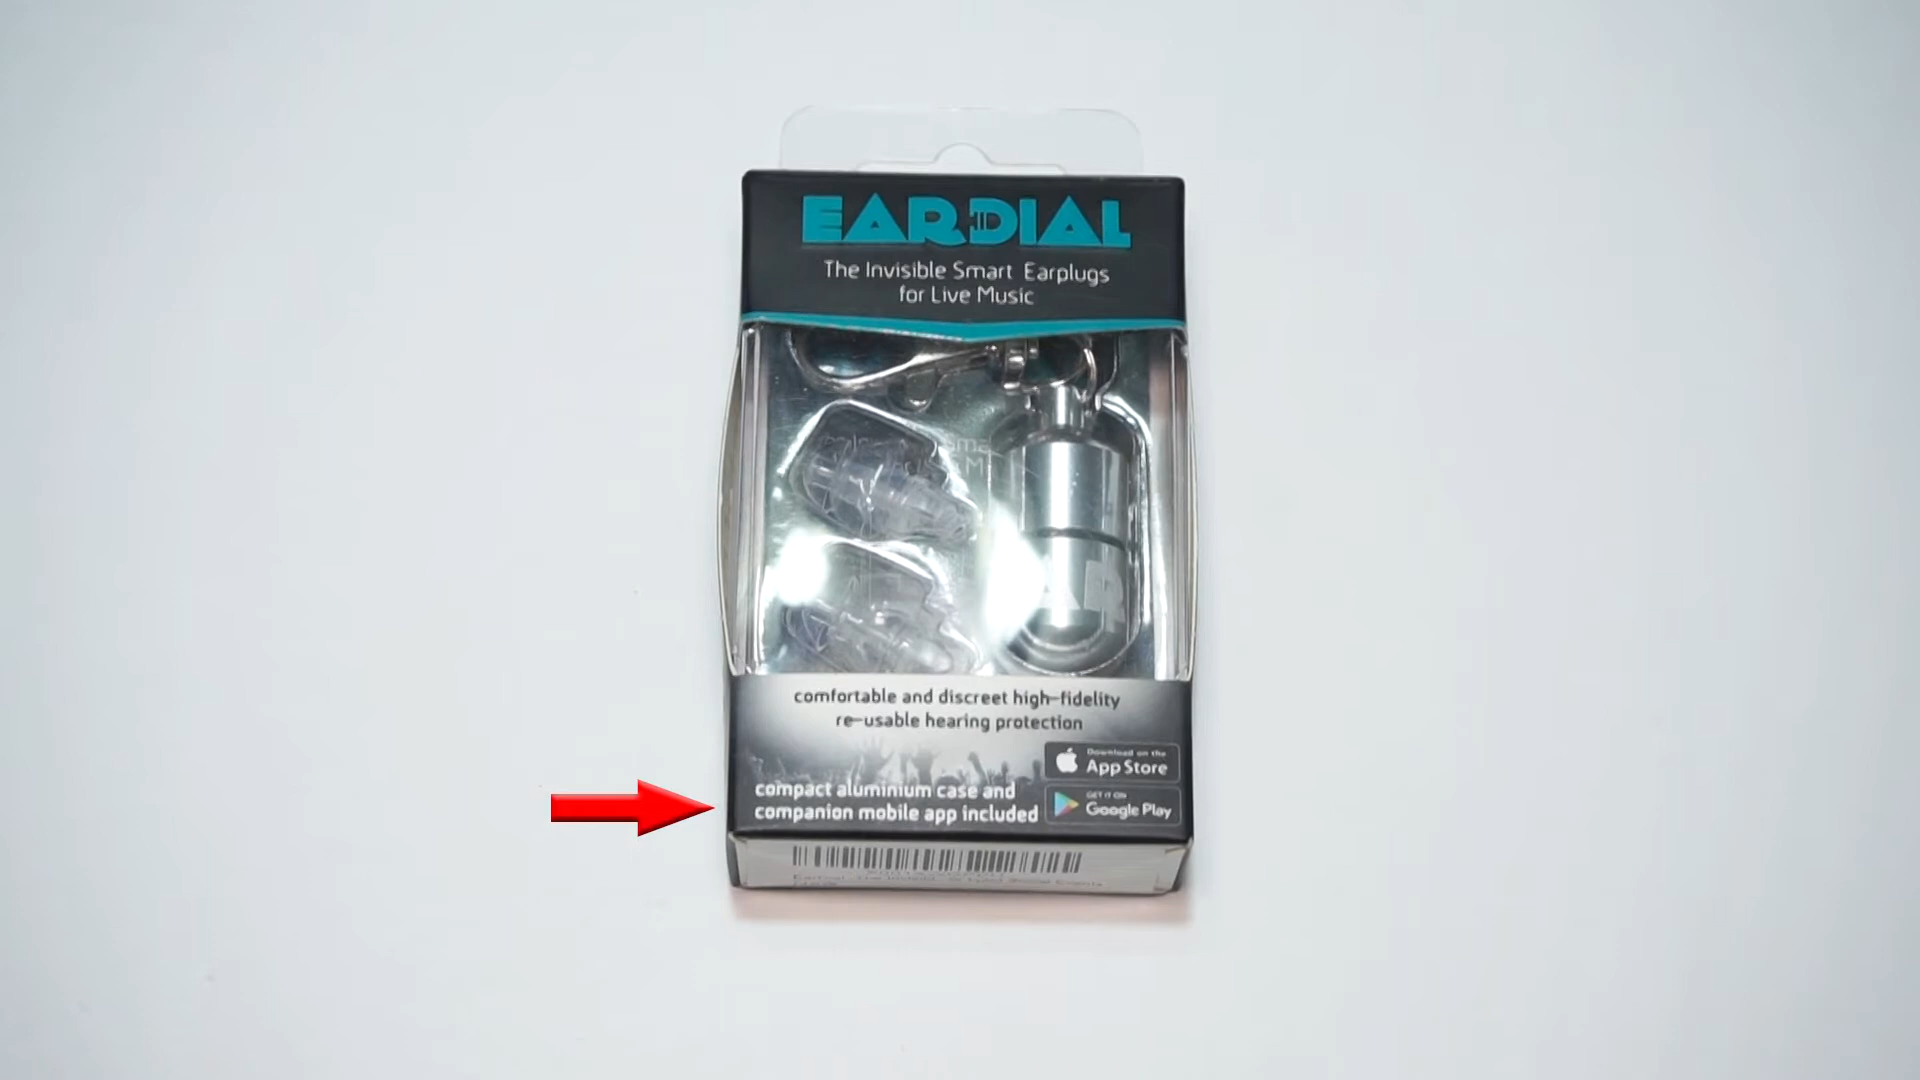 EARDIAL
The Invisible Smart Earplugs
for Live Music
comfortable and discreet high-fidelity
re-usable hearing protection
compact aluminium case and
companion mobile app included
Download on the
App Store
GET IT ON
Google Play